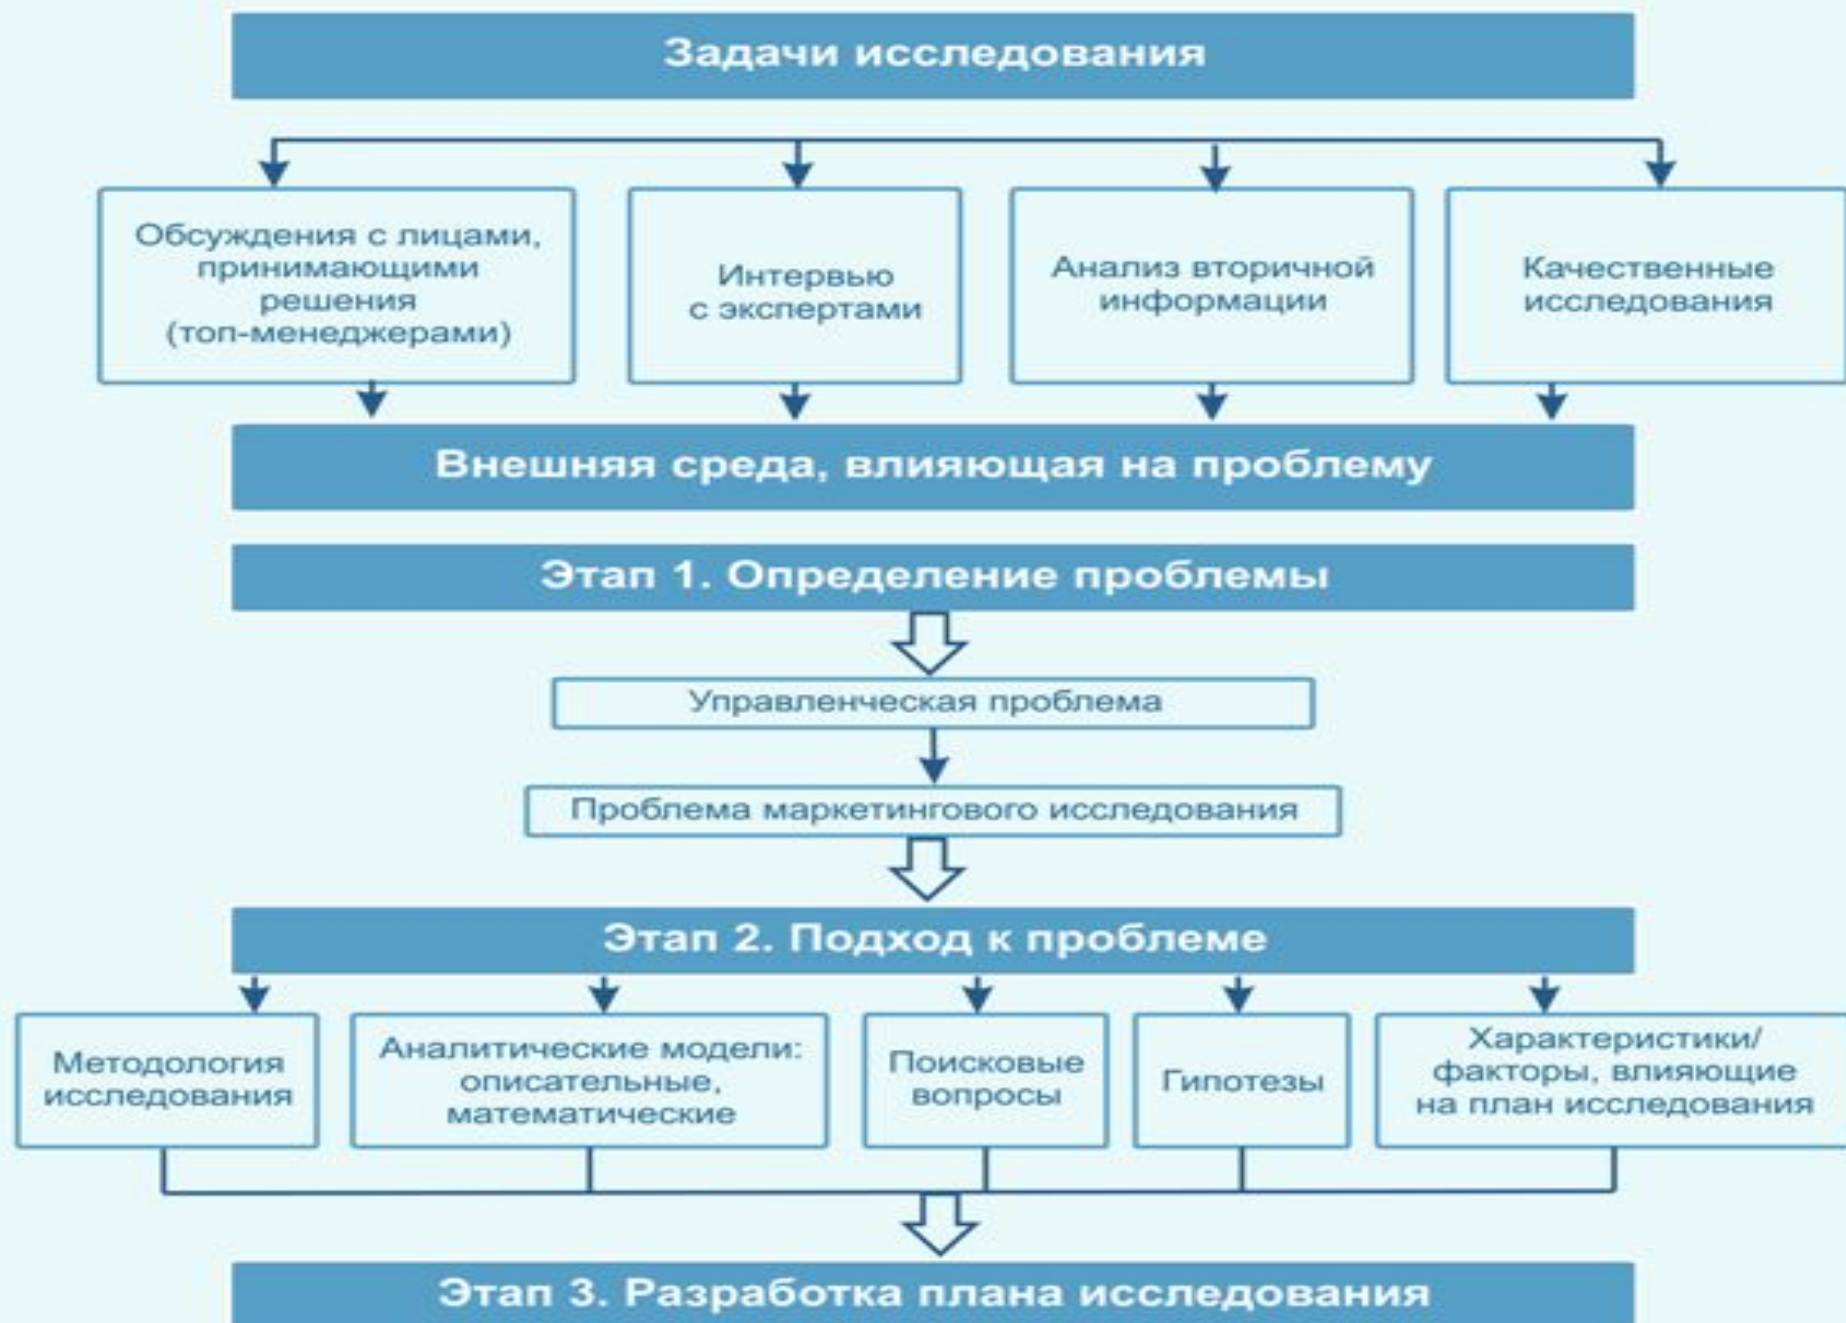 Задачи исследования
Обсуждения с лицами,
принимающими
решения
(топ-менеджерами)
Интервью
с экспертами
Анализ вторичной
информации
Качественные
исследования
Внешняя среда, влияющая на проблему
Этап 1. Определение проблемы
Управленческая проблема
Проблема маркетингового исследования
Этап 2. Подход к проблеме
Методология
исследования
Аналитические модели:
описательные,
математические
Поисковые
вопросы
Гипотезы
Характеристики/
факторы, влияющие
на план исследования
Этап 3. Разработка плана исследования